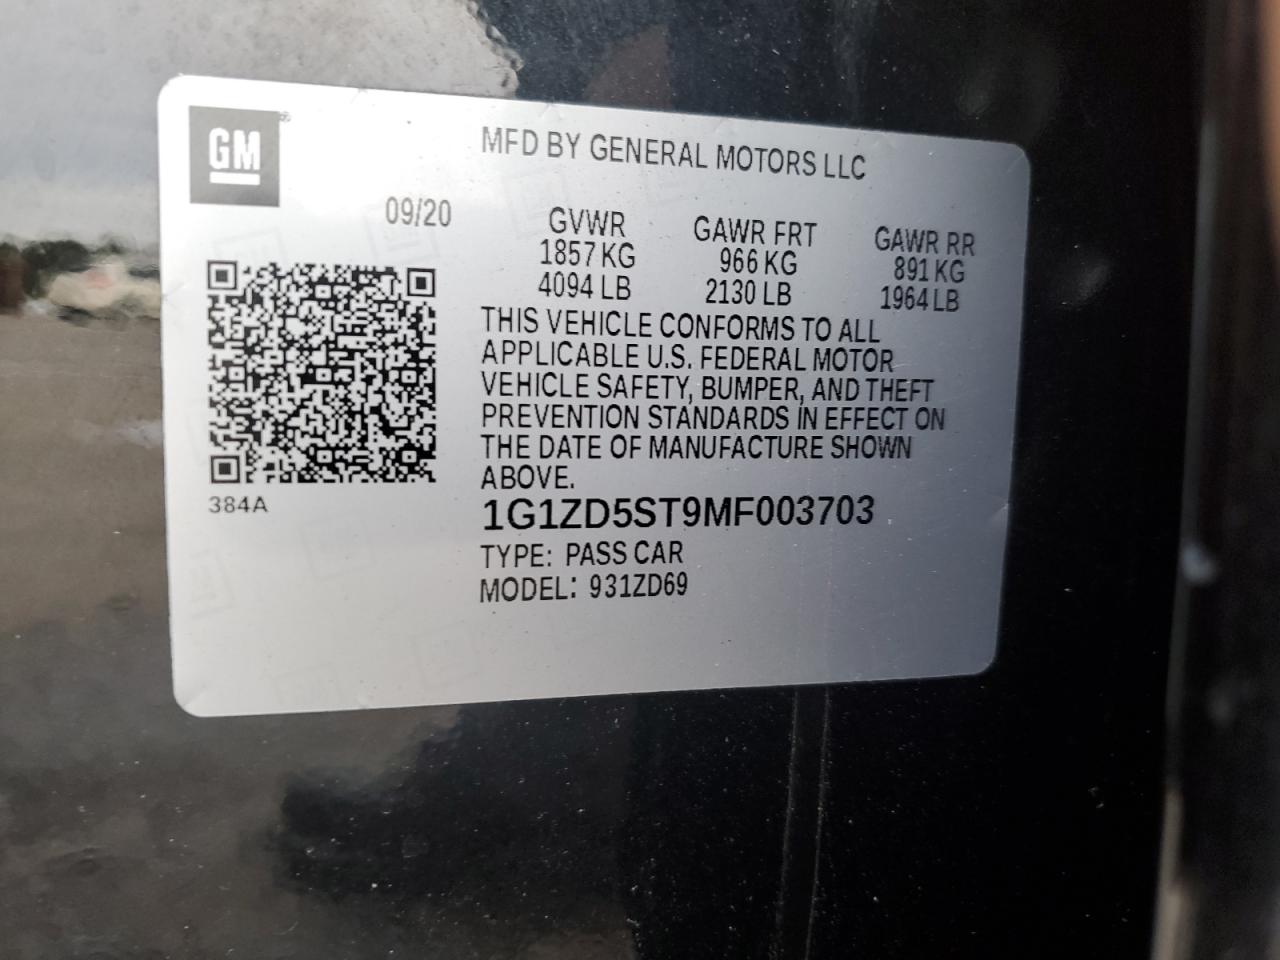 GM
MFD BY GENERAL MOTORS LLC
09/20
GVWR GAWR FRT GAWR RR
1857 KG 966 KG 891 KG
4094 LB 2130 LB 1964 LB
THIS VEHICLE CONFORMS TO ALL
APPLICABLE U.S. FEDERAL MOTOR
VEHICLE SAFETY, BUMPER, AND THEFT
PREVENTION STANDARDS IN EFFECT ON
THE DATE OF MANUFACTURE SHOWN
ABOVE.
384A
1G1ZD5ST9MF003703
TYPE: PASS CAR
MODEL: 931ZD69